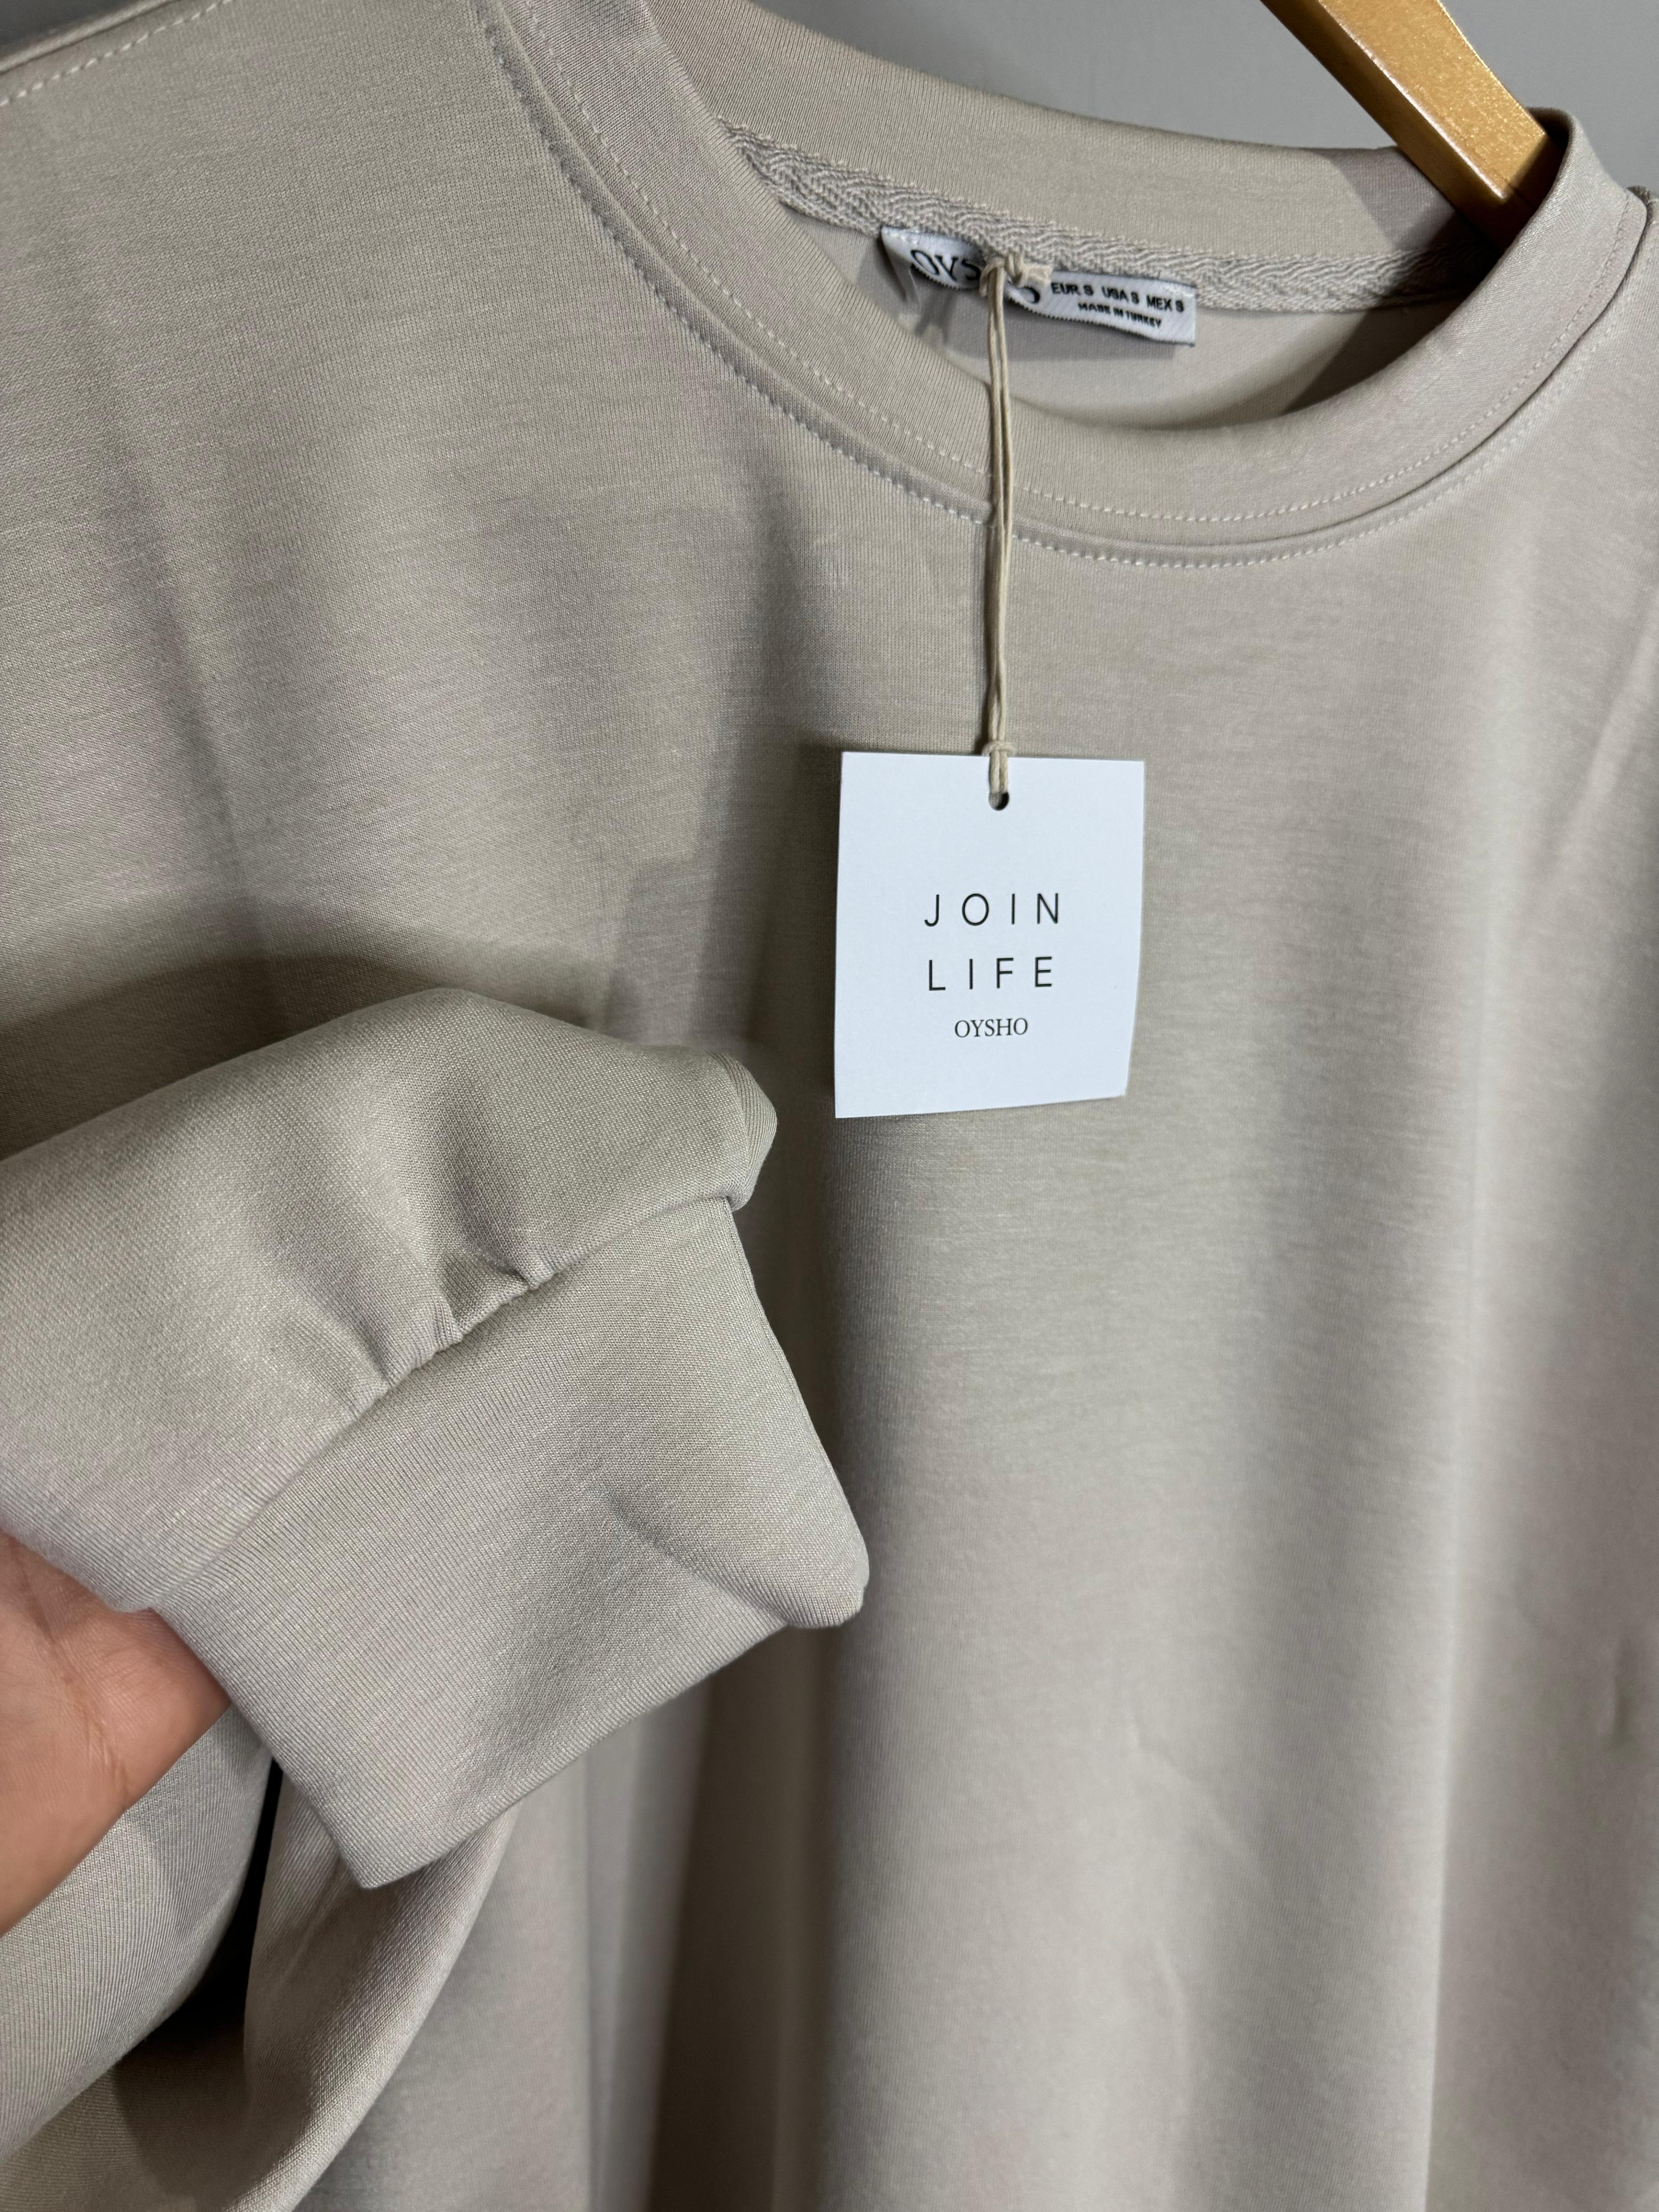 S EUR S USA S MEX S
MADE IN TURKEY
JOIN
LIFE
OYSHO